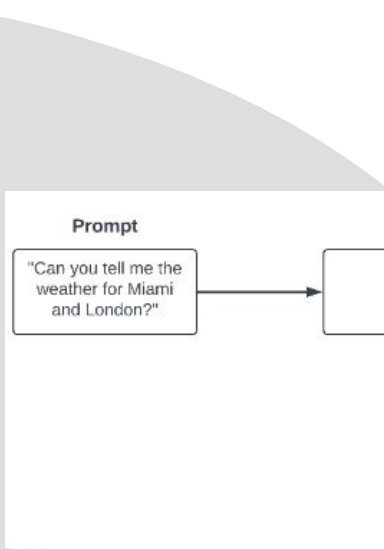 Prompt
"Can you tell me the
weather for Miami
and London?"